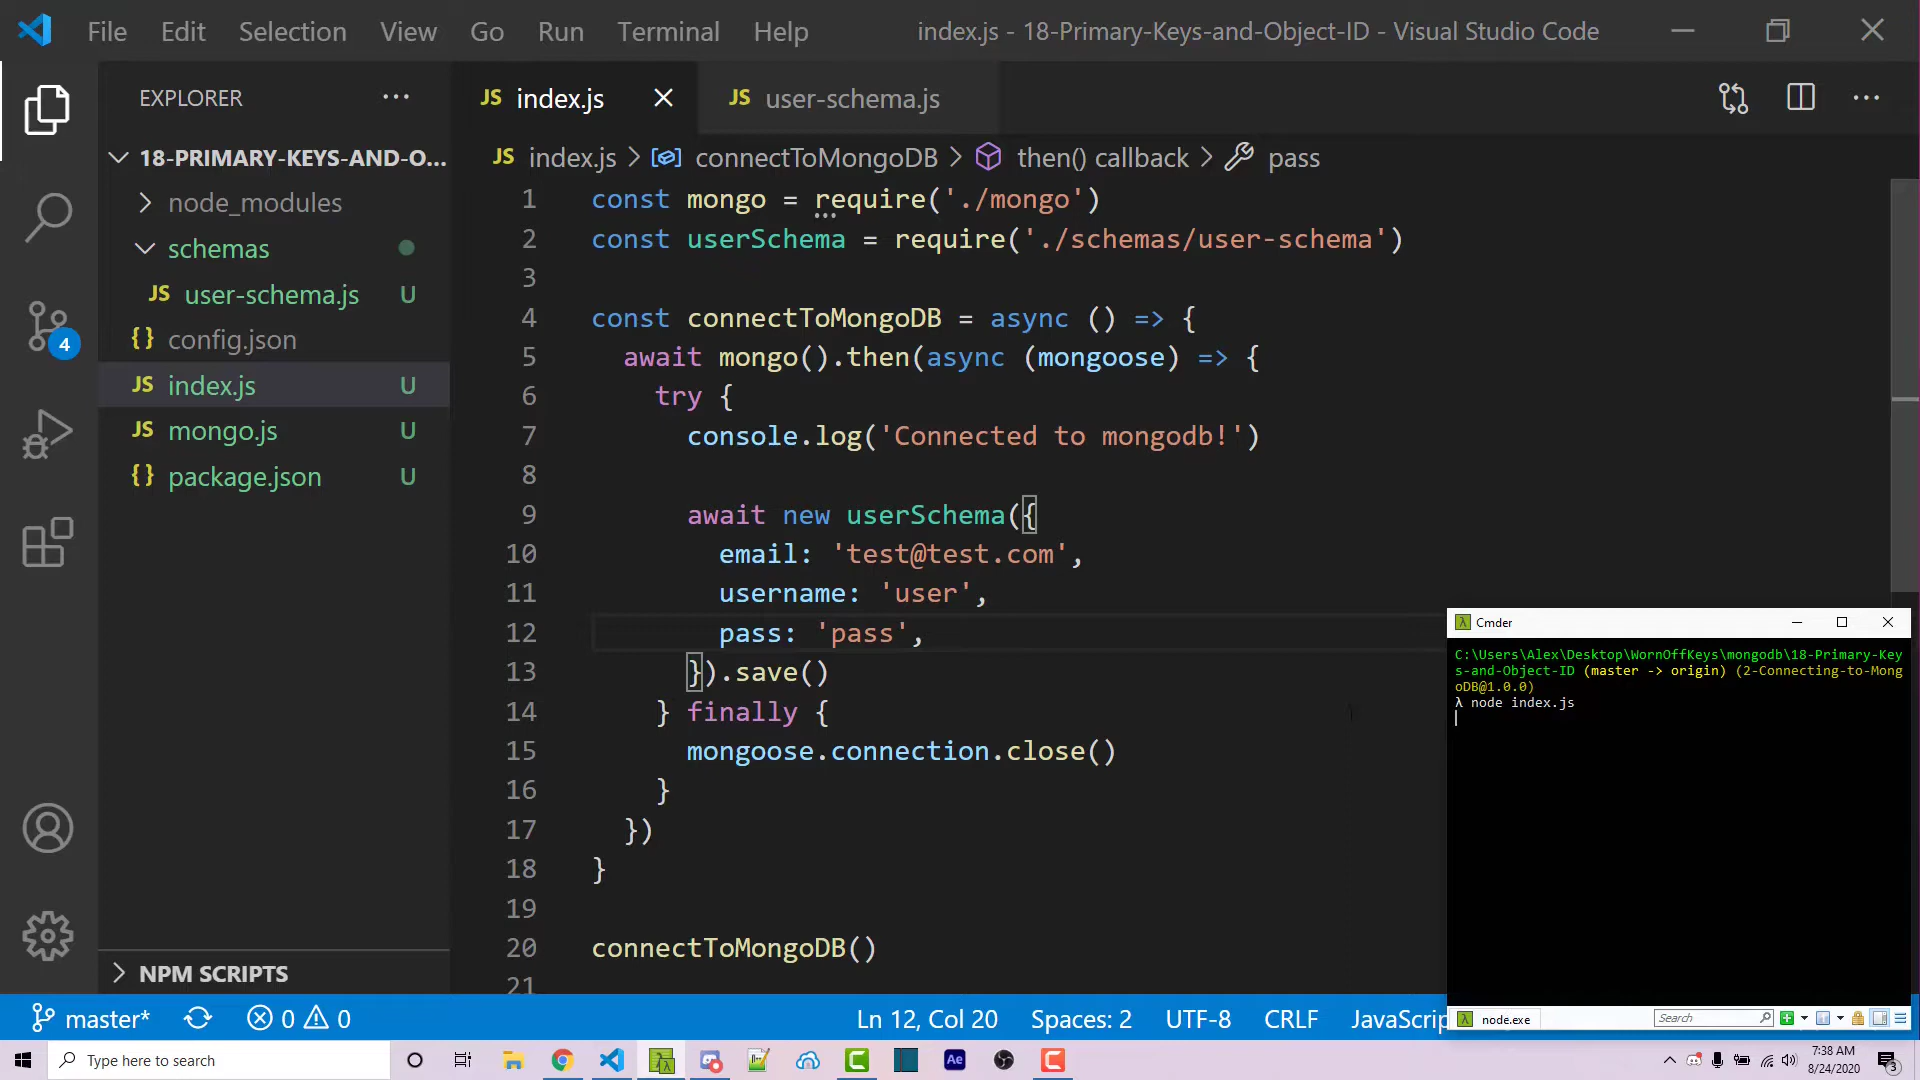 File Edit Selection View Go Run Terminal Help
index.js - 18-Primary-Keys-and-Object-ID - Visual Studio Code
EXPLORER
18-PRIMARY-KEYS-AND-O...
node_modules
schemas
JS user-schema.js U
{} config.json
JS index.js U
JS mongo.js U
{} package.json U
4
NPM SCRIPTS
JS index.js
JS user-schema.js
JS index.js > connectToMongoDB > then() callback > pass
1 const mongo = require('./mongo')
2 const userSchema = require('./schemas/user-schema')
3
4 const connectToMongoDB = async () => {
5 await mongo().then(async (mongoose) => {
6 try {
7 console.log('Connected to mongodb!')
8
9 await new userSchema({
10 email: 'test@test.com',
11 username: 'user',
12 pass: 'pass',
13 }).save()
14 } finally {
15 mongoose.connection.close()
16 }
17 })
18 }
19
20 connectToMongoDB()
21
Cmder
C:\Users\Alex\Desktop\WornOffKeys\mongodb\18-Primary-Key
s-and-Object-ID (master -> origin) (2-Connecting-to-Mong
oDB@1.0.0)
λ node index.js
node.exe
Search
master* 0 0 Ln 12, Col 20 Spaces: 2 UTF-8 CRLF JavaScrip
Type here to search
Ae
7:38 AM
8/24/2020
3